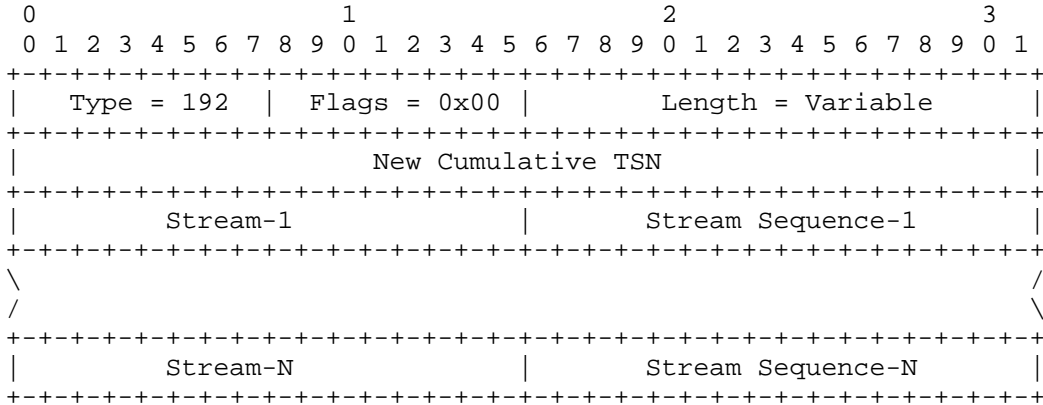 0                   1                   2                   3
 0 1 2 3 4 5 6 7 8 9 0 1 2 3 4 5 6 7 8 9 0 1 2 3 4 5 6 7 8 9 0 1
+-+-+-+-+-+-+-+-+-+-+-+-+-+-+-+-+-+-+-+-+-+-+-+-+-+-+-+-+-+-+-+-+
|   Type = 192  |  Flags = 0x00 |        Length = Variable      |
+-+-+-+-+-+-+-+-+-+-+-+-+-+-+-+-+-+-+-+-+-+-+-+-+-+-+-+-+-+-+-+-+
|                      New Cumulative TSN                       |
+-+-+-+-+-+-+-+-+-+-+-+-+-+-+-+-+-+-+-+-+-+-+-+-+-+-+-+-+-+-+-+-+
|         Stream-1              |       Stream Sequence-1       |
+-+-+-+-+-+-+-+-+-+-+-+-+-+-+-+-+-+-+-+-+-+-+-+-+-+-+-+-+-+-+-+-+
\                                                               /
/                                                               \
+-+-+-+-+-+-+-+-+-+-+-+-+-+-+-+-+-+-+-+-+-+-+-+-+-+-+-+-+-+-+-+-+
|         Stream-N              |       Stream Sequence-N       |
+-+-+-+-+-+-+-+-+-+-+-+-+-+-+-+-+-+-+-+-+-+-+-+-+-+-+-+-+-+-+-+-+